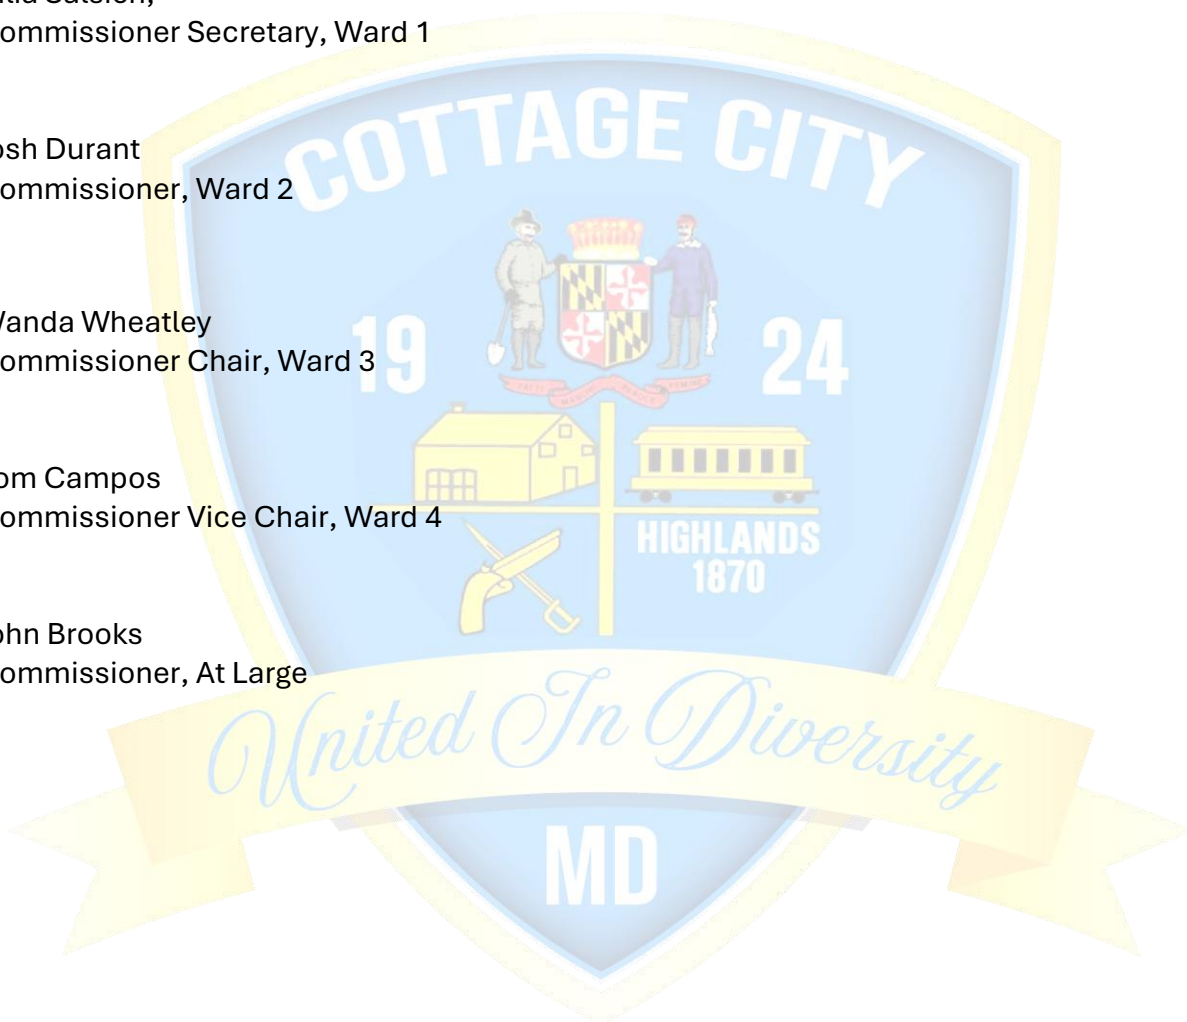 ommissioner Secretary, Ward 1
osh Durant
ommissioner, Ward 2
anda Wheatley
ommissioner Chair, Ward 3
om Campos
ommissioner Vice Chair, Ward 4
ohn Brooks
ommissioner, At Large
COTTAGE CITY
19 24
HIGHLANDS
1870
United In Diversity
MD